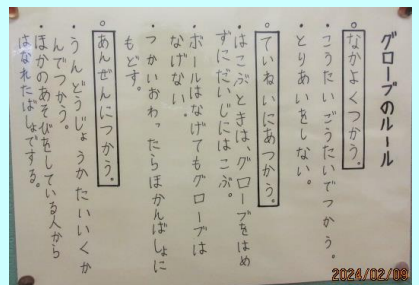 グローブのルール
○なかよくつかう。
・こうたいごうたいでつかう。
・とりあいをしない。
○ていねいにあつかう。
・はこぶときは、グローブをはめ
ずにだいじにはこぶ。
・ボールはなげてもグローブは
なげない。
・つかいおわったらほかんばしょに
もどす。
○あんぜんにつかう。
・うんどうじょうかたいいくか
んでつかう。
・ほかのあそびをしている人から
はなれたばしょでする。
2024/02/09